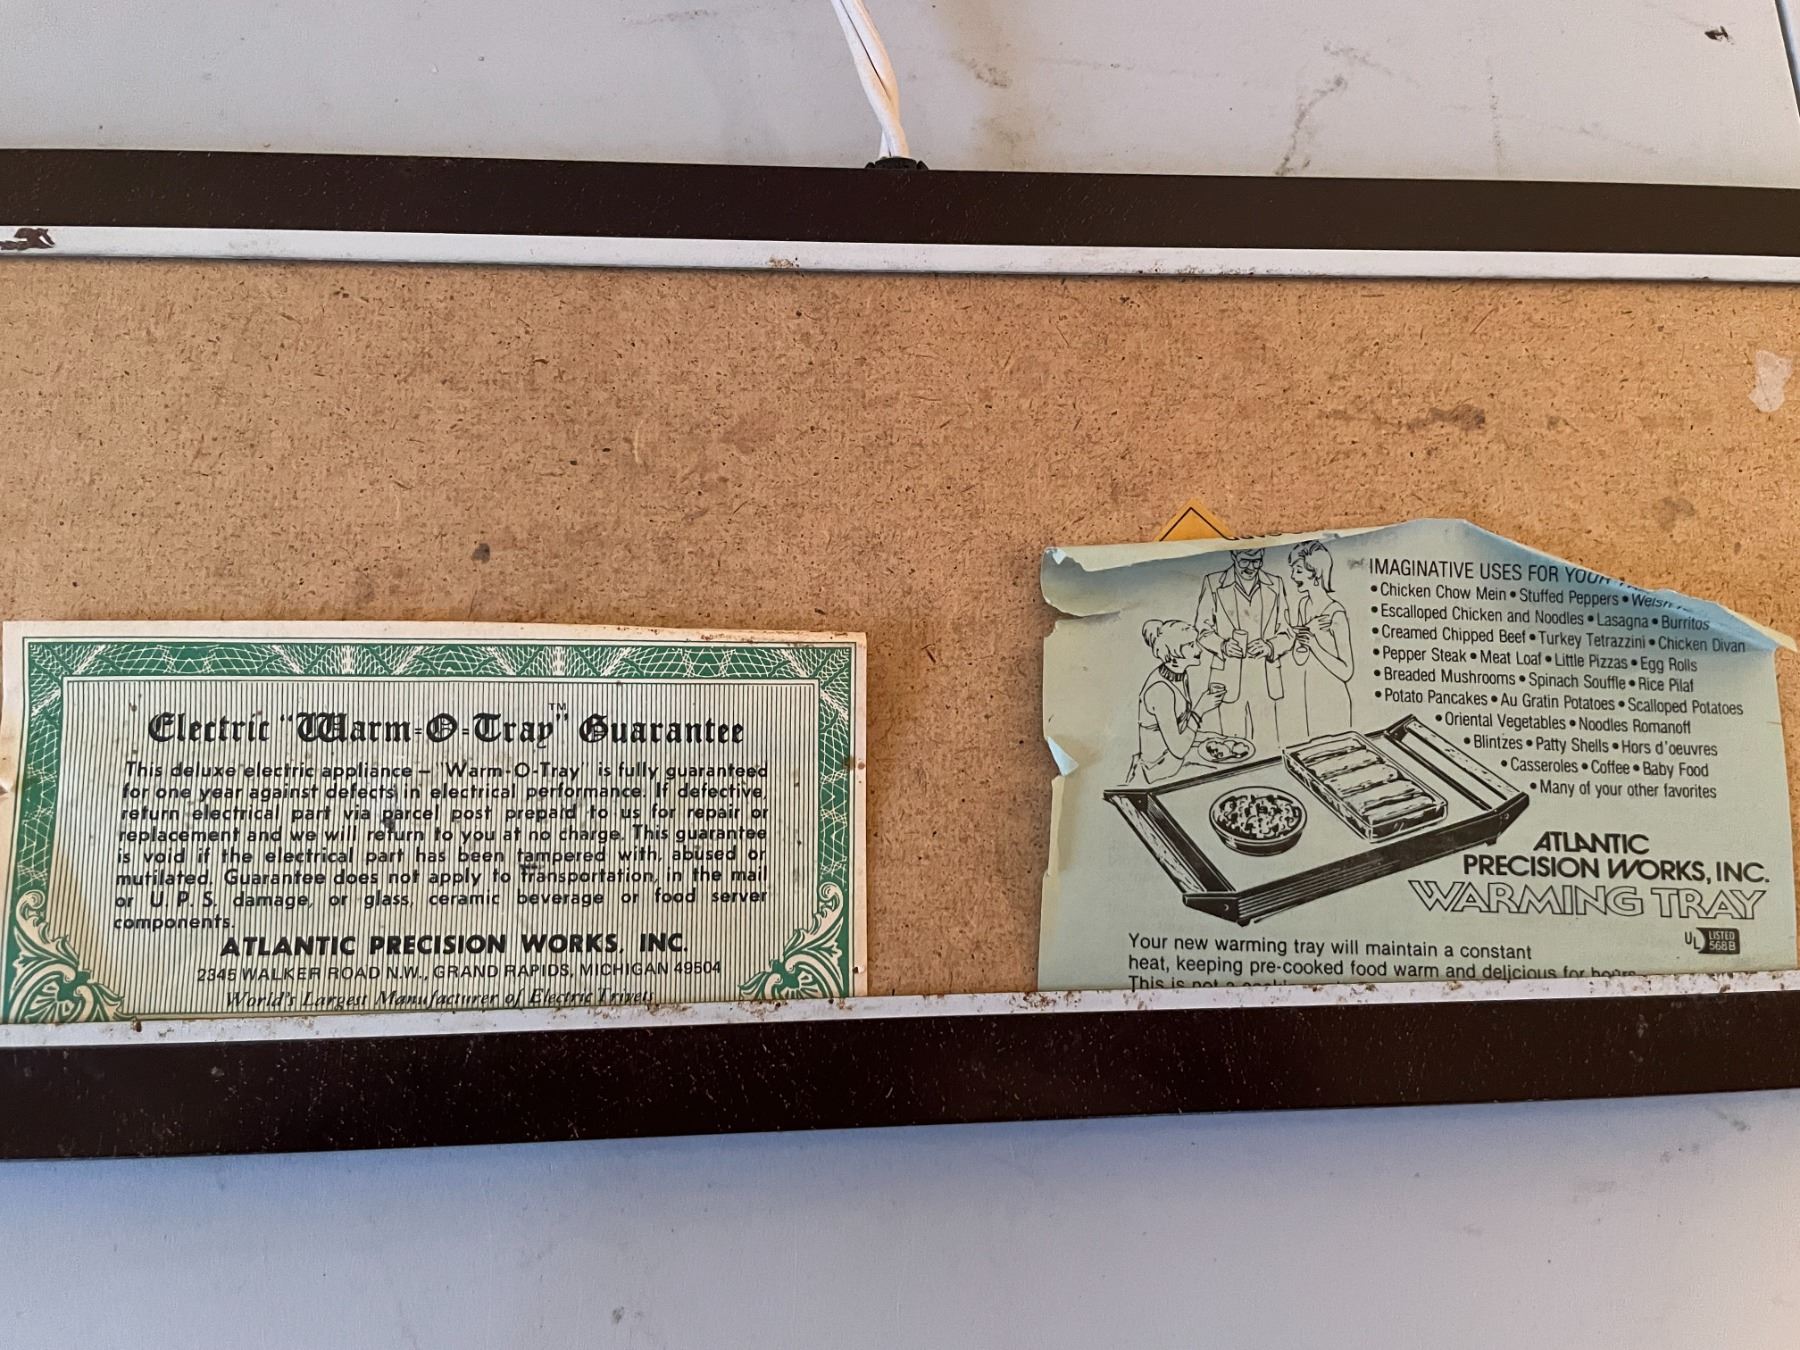 Electric "Warm-O-Tray"™ Guarantee
This deluxe electric appliance – "Warm-O-Tray" is fully guaranteed
for one year against defects in electrical performance. If defective,
return electrical part via parcel post prepaid to us for repair or
replacement and we will return to you at no charge. This guarantee
is void if the electrical part has been tampered with, abused or
mutilated. Guarantee does not apply to Transportation, in the mail
or U.P.S. damage, or glass, ceramic beverage or food server
components.
ATLANTIC PRECISION WORKS, INC.
2345 WALKER ROAD N.W., GRAND RAPIDS, MICHIGAN 49504
World's Largest Manufacturer of Electric Trivets
IMAGINATIVE USES FOR YOUR
• Chicken Chow Mein • Stuffed Peppers • Welsh
• Escalloped Chicken and Noodles • Lasagna • Burritos
• Creamed Chipped Beef • Turkey Tetrazzini • Chicken Divan
• Pepper Steak • Meat Loaf • Little Pizzas • Egg Rolls
• Breaded Mushrooms • Spinach Souffle • Rice Pilaf
• Potato Pancakes • Au Gratin Potatoes • Scalloped Potatoes
• Oriental Vegetables • Noodles Romanoff
• Blintzes • Patty Shells • Hors d'oeuvres
• Casseroles • Coffee • Baby Food
• Many of your other favorites
ATLANTIC
PRECISION WORKS, INC.
WARMING TRAY
UL LISTED
568B
Your new warming tray will maintain a constant
heat, keeping pre-cooked food warm and delicious for hours
This is not a